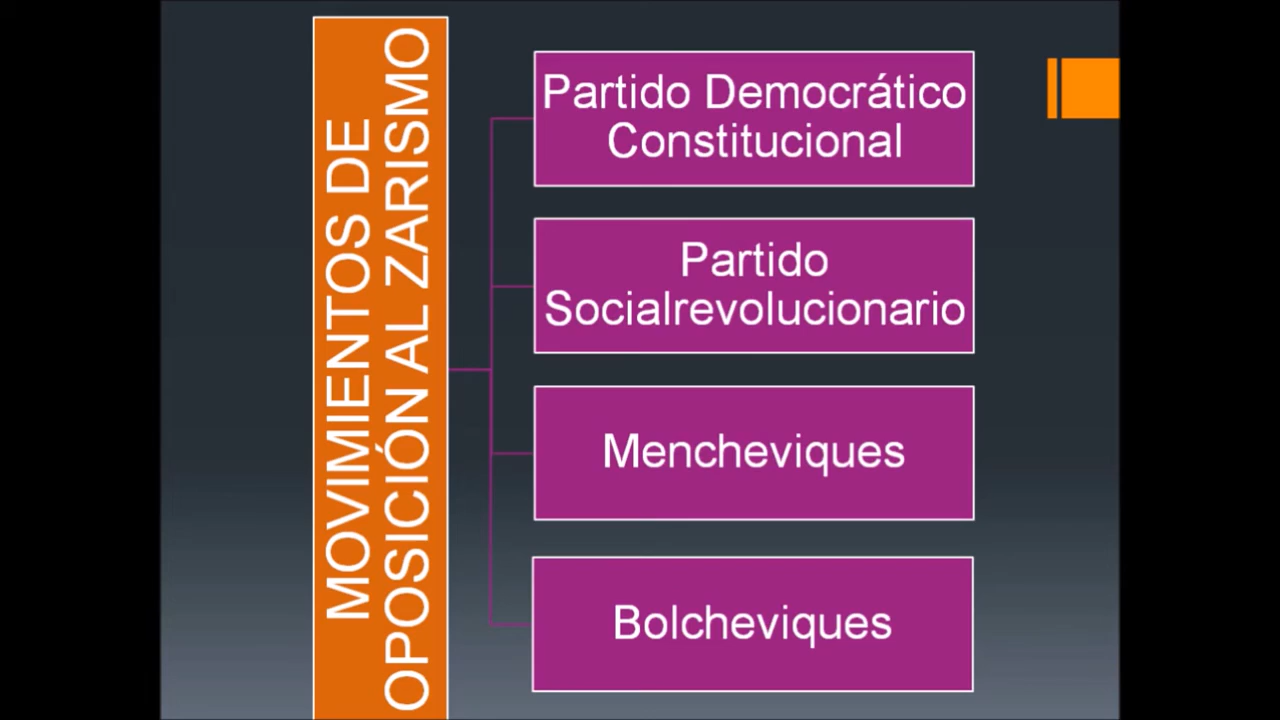 MOVIMIENTOS DE
OPOSICIÓN AL ZARISMO
Partido Democrático
Constitucional
Partido
Socialrevolucionario
Mencheviques
Bolcheviques